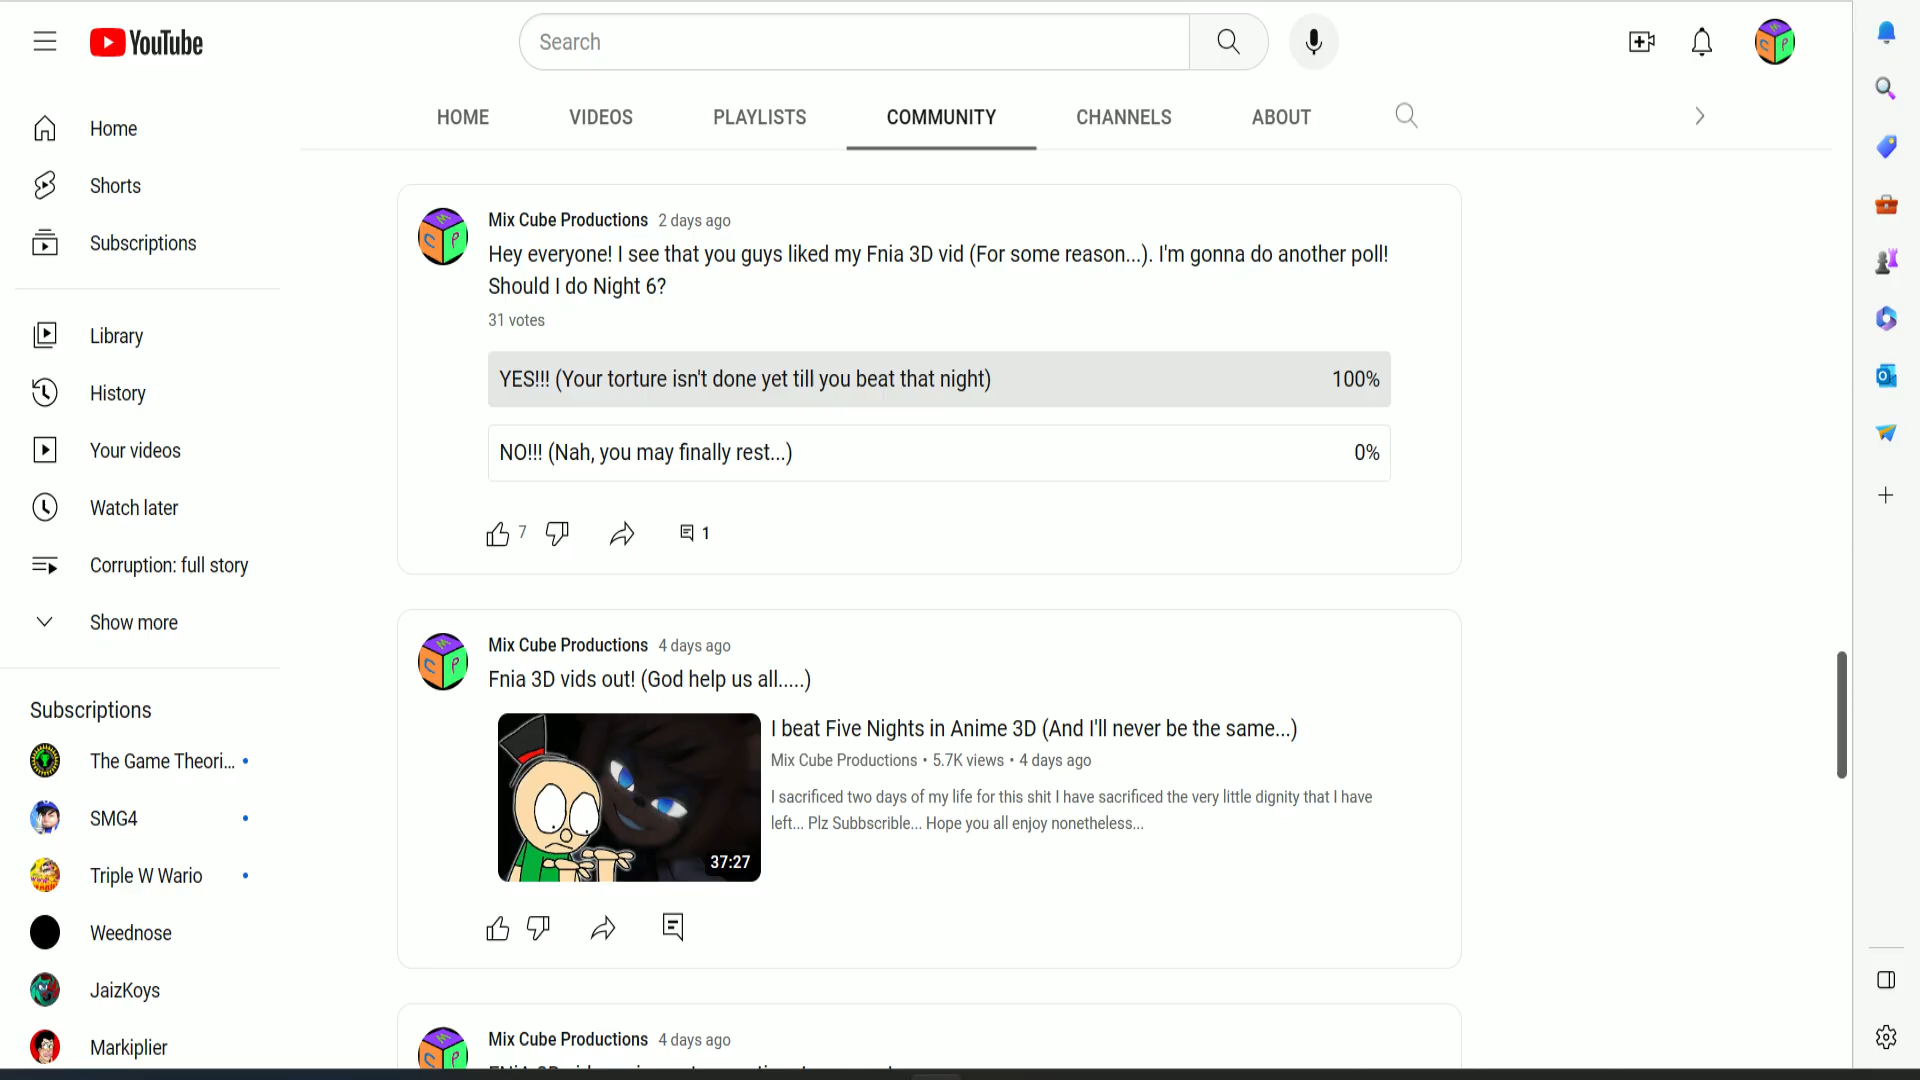 YouTube
Search
HOME VIDEOS PLAYLISTS COMMUNITY CHANNELS ABOUT
Home
Shorts
Subscriptions
Library
History
Your videos
Watch later
Corruption: full story
Show more
Subscriptions
The Game Theori...
SMG4
Triple W Wario
Weednose
JaizKoys
Markiplier
Mix Cube Productions 2 days ago
Hey everyone! I see that you guys liked my Fnia 3D vid (For some reason...). I'm gonna do another poll!
Should I do Night 6?
31 votes
YES!!! (Your torture isn't done yet till you beat that night) 100%
NO!!! (Nah, you may finally rest...) 0%
7 1
Mix Cube Productions 4 days ago
Fnia 3D vids out! (God help us all.....)
I beat Five Nights in Anime 3D (And I'll never be the same...)
Mix Cube Productions • 5.7K views • 4 days ago
I sacrificed two days of my life for this shit I have sacrificed the very little dignity that I have
left... Plz Subbscrible... Hope you all enjoy nonetheless...
37:27
Mix Cube Productions 4 days ago